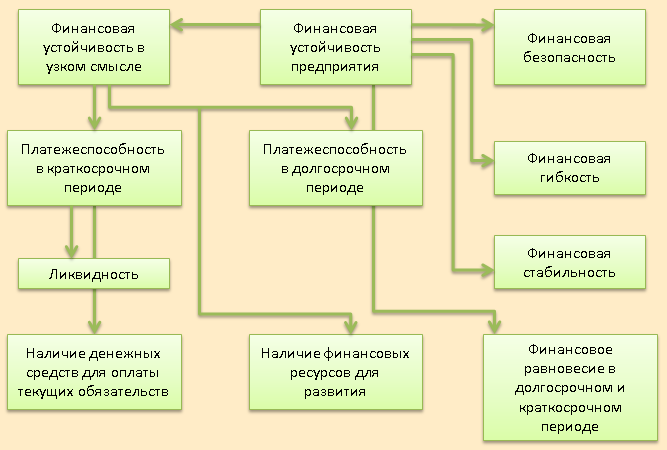 Финансовая
устойчивость в
узком смысле
Финансовая
устойчивость
предприятия
Финансовая
безопасность
Платежеспособность
в краткосрочном
периоде
Платежеспособность
в долгосрочном
периоде
Финансовая
гибкость
Ликвидность
Финансовая
стабильность
Наличие денежных
средств для оплаты
текущих обязательств
Наличие финансовых
ресурсов для
развития
Финансовое
равновесие в
долгосрочном и
краткосрочном
периоде